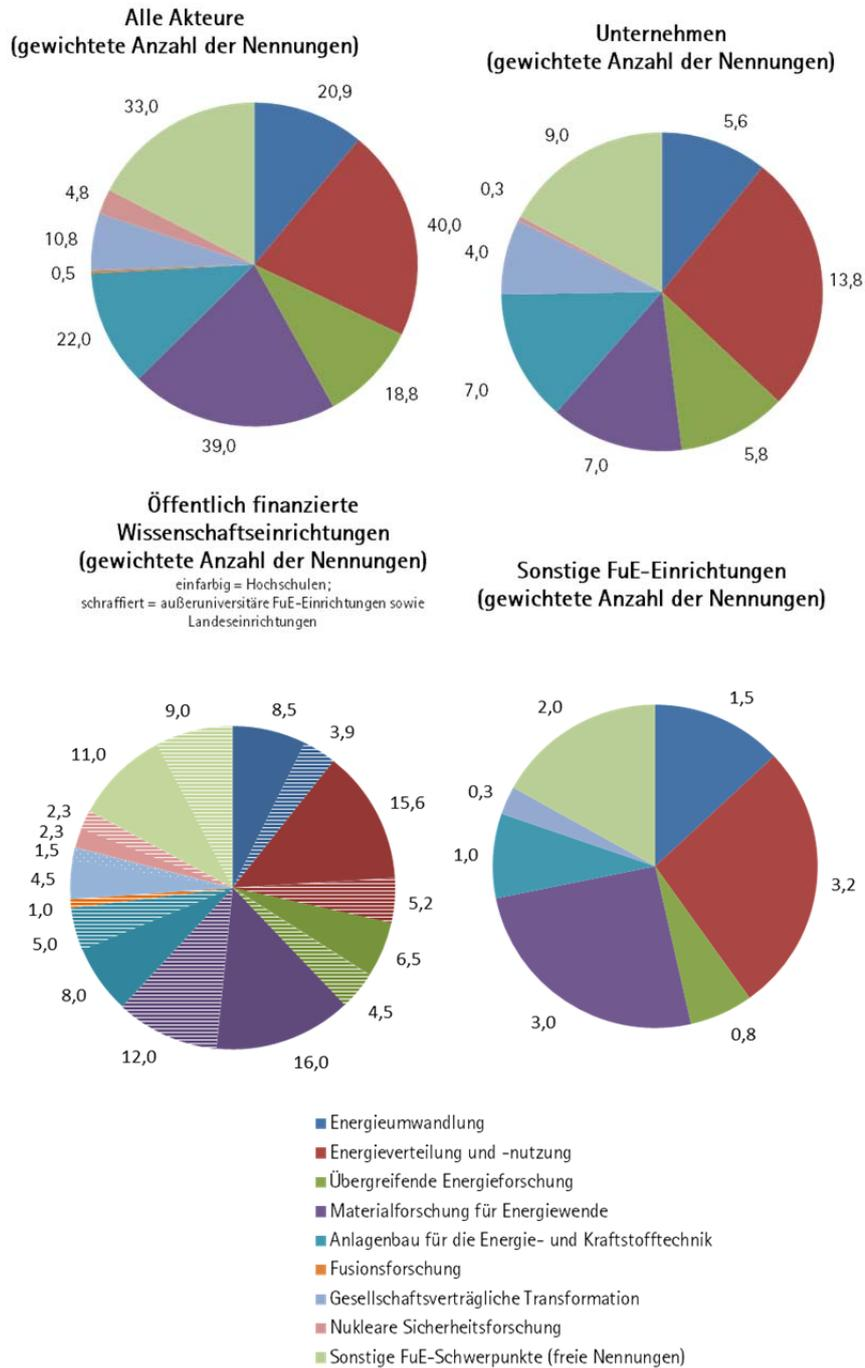 Alle Akteure
(gewichtete Anzahl der Nennungen)
33,0
20,9
4,8
10,8
0,5
40,0
22,0
18,8
39,0
Unternehmen
(gewichtete Anzahl der Nennungen)
9,0
5,6
0,3
4,0
13,8
7,0
5,8
7,0
Öffentlich finanzierte
Wissenschaftseinrichtungen
(gewichtete Anzahl der Nennungen)
einfarbig = Hochschulen;
schraffiert = außeruniversitäre FuE-Einrichtungen sowie
Landeseinrichtungen
9,0
8,5
3,9
11,0
15,6
2,3
2,3
1,5
4,5
1,0
5,2
5,0
6,5
8,0
4,5
12,0
16,0
Sonstige FuE-Einrichtungen
(gewichtete Anzahl der Nennungen)
2,0
1,5
0,3
1,0
3,2
3,0
0,8
Energieumwandlung
Energieverteilung und -nutzung
Übergreifende Energieforschung
Materialforschung für Energiewende
Anlagenbau für die Energie- und Kraftstofftechnik
Fusionsforschung
Gesellschaftsverträgliche Transformation
Nukleare Sicherheitsforschung
Sonstige FuE-Schwerpunkte (freie Nennungen)